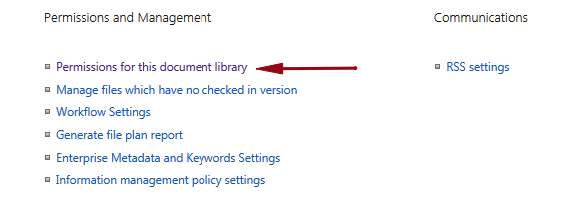 Permissions and Management
Permissions for this document library
Manage files which have no checked in version
Workflow Settings
Generate file plan report
Enterprise Metadata and Keywords Settings
Information management policy settings
Communications
RSS settings